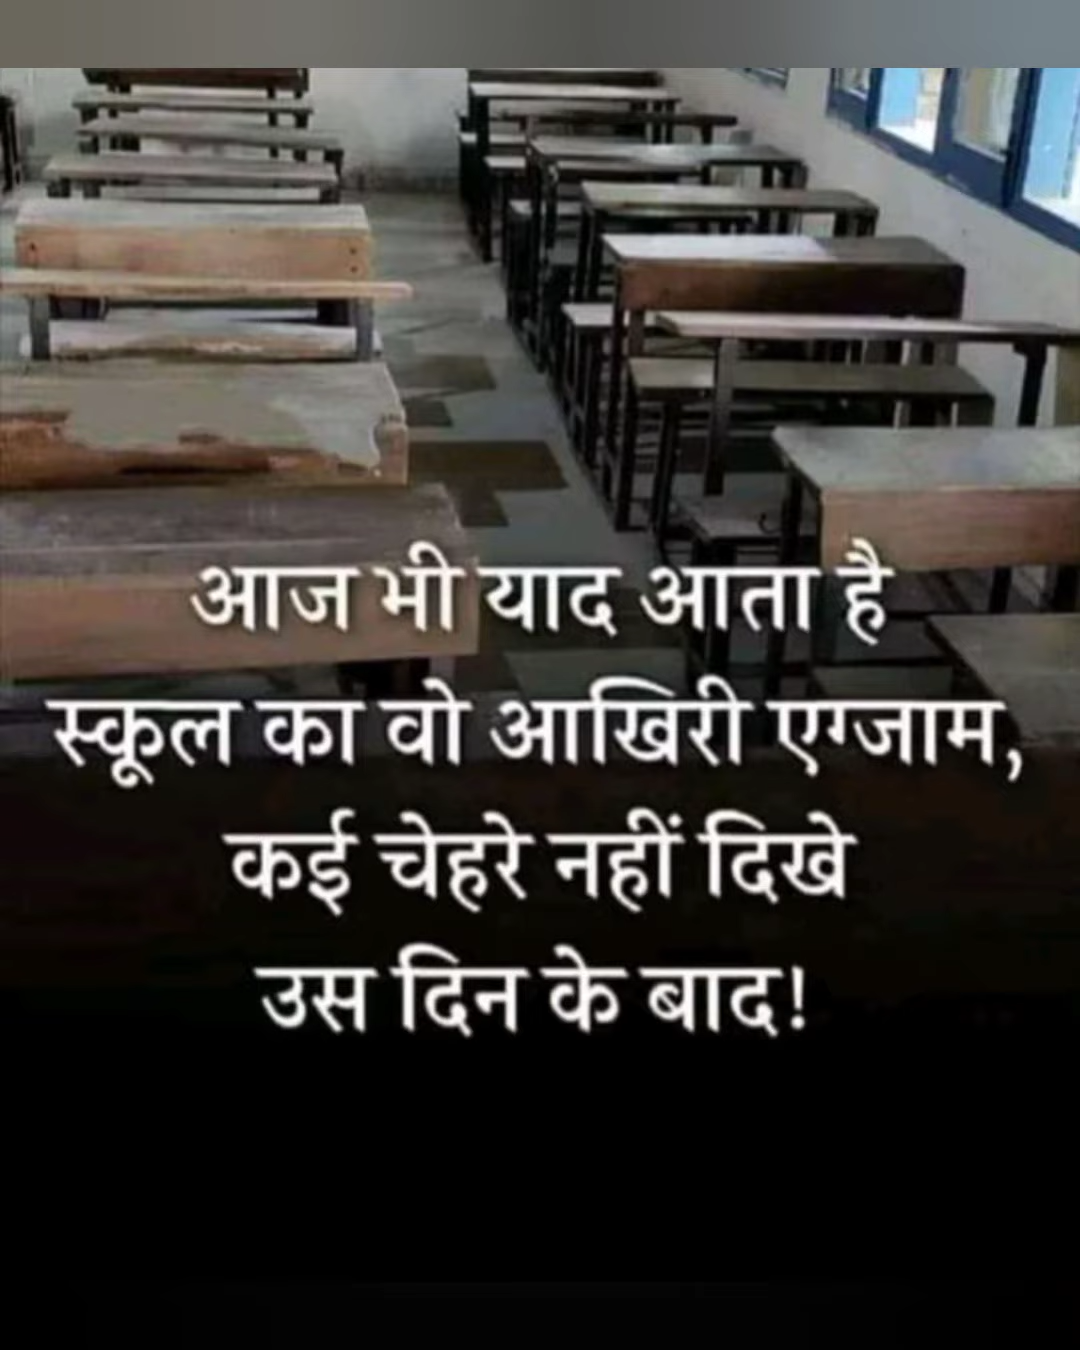 आज भी याद आता है
स्कूल का वो आखिरी एग्जाम,
कई चेहरे नहीं दिखे
उस दिन के बाद!